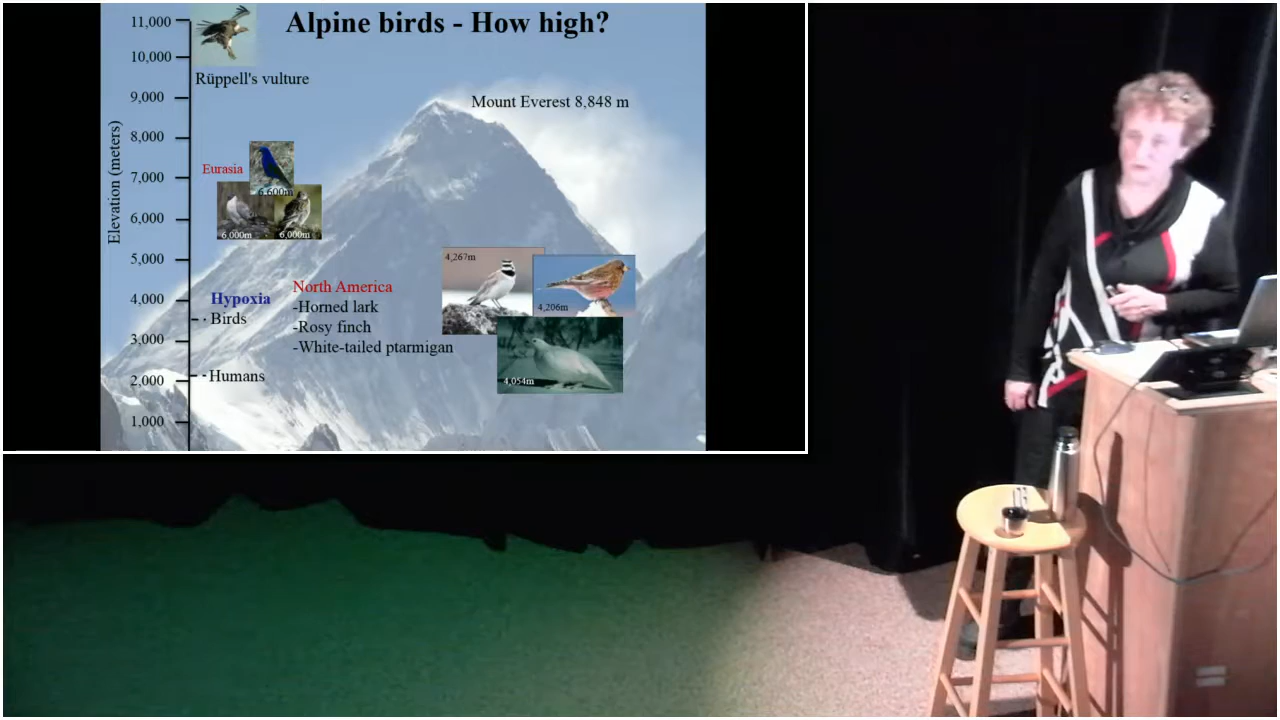 Alpine birds - How high?
11,000
10,000
Rüppell's vulture
9,000
Mount Everest 8,848 m
8,000
Elevation (meters)
Eurasia
7,000
6,600m
6,000
6,000m
6,000m
5,000
4,267m
North America
4,000
Hypoxia
-Horned lark
4,206m
Birds
-Rosy finch
3,000
-White-tailed ptarmigan
2,000
Humans
4,054m
1,000